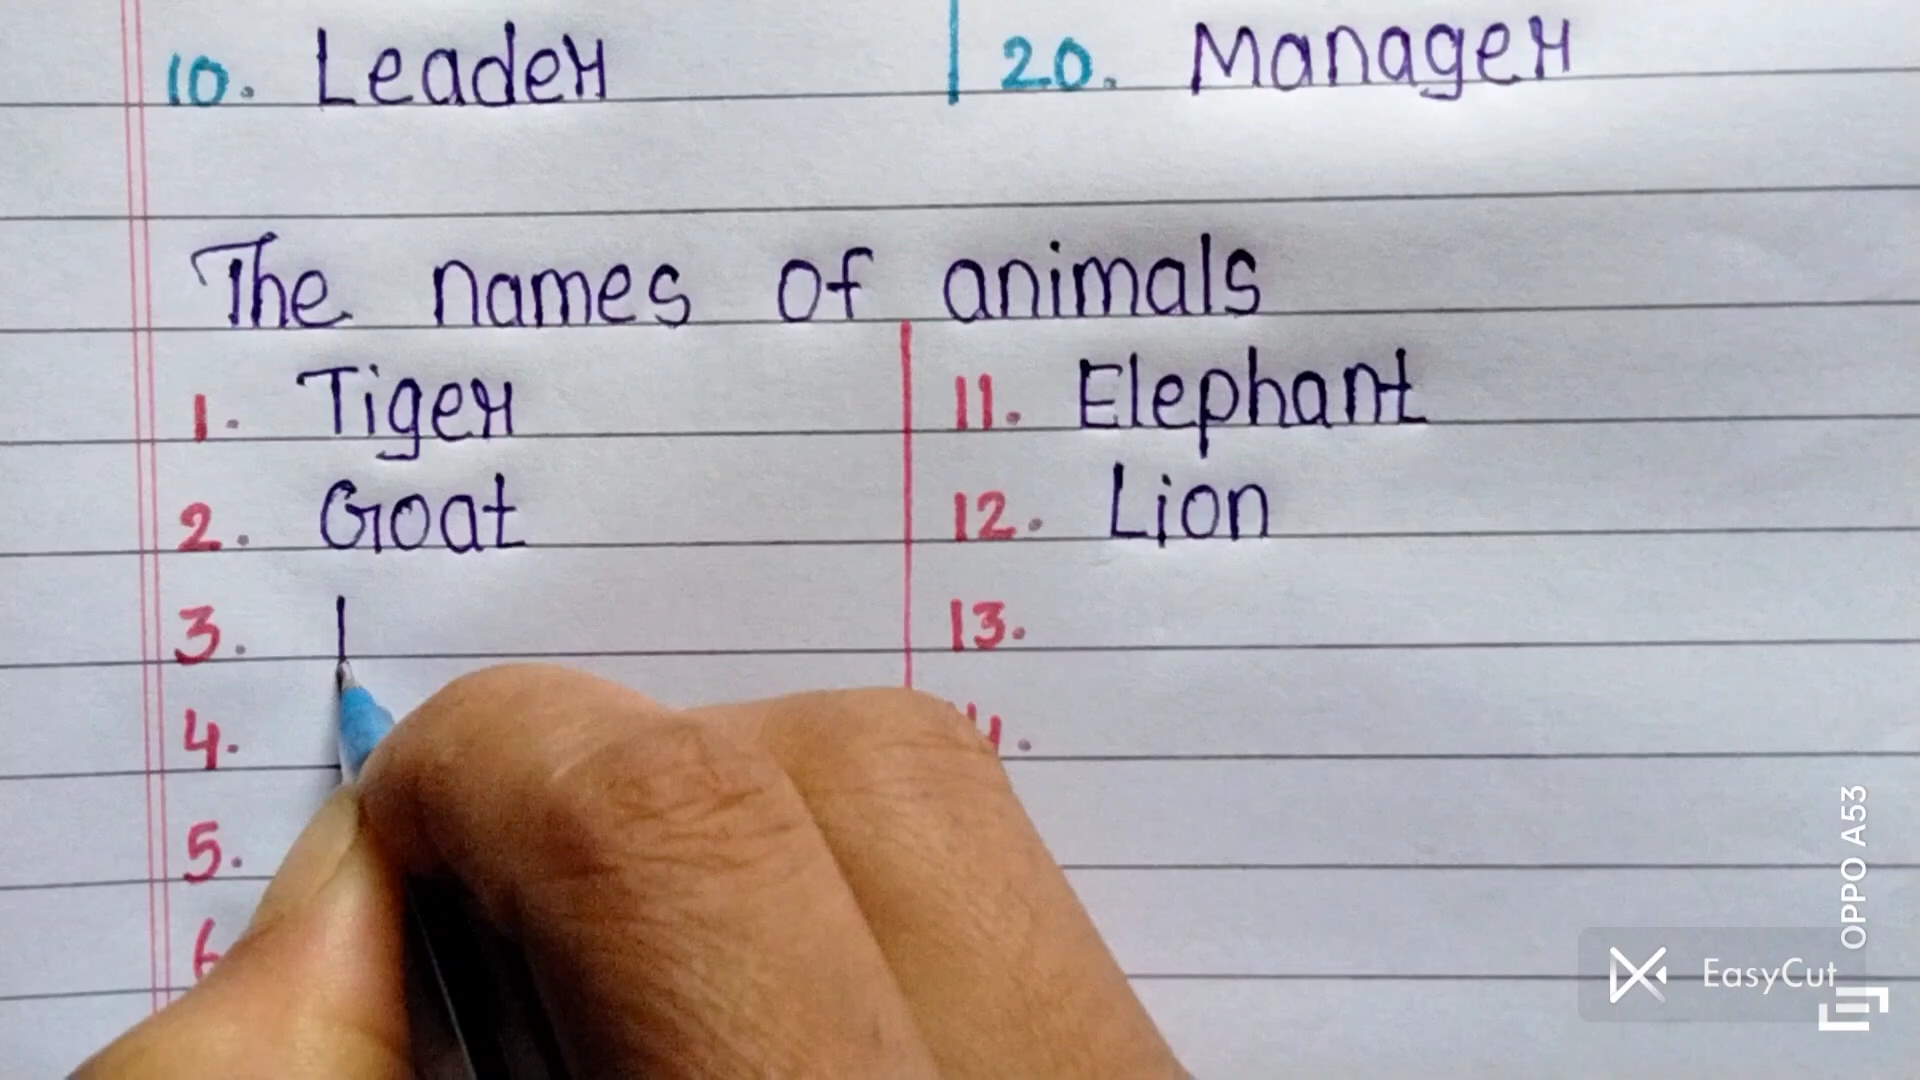 10. Leader 20. Manager
The names of animals
1. Tiger 11. Elephant
2. Goat 12. Lion
3. 13.
4.
5.
6
OPPO A53
EasyCut